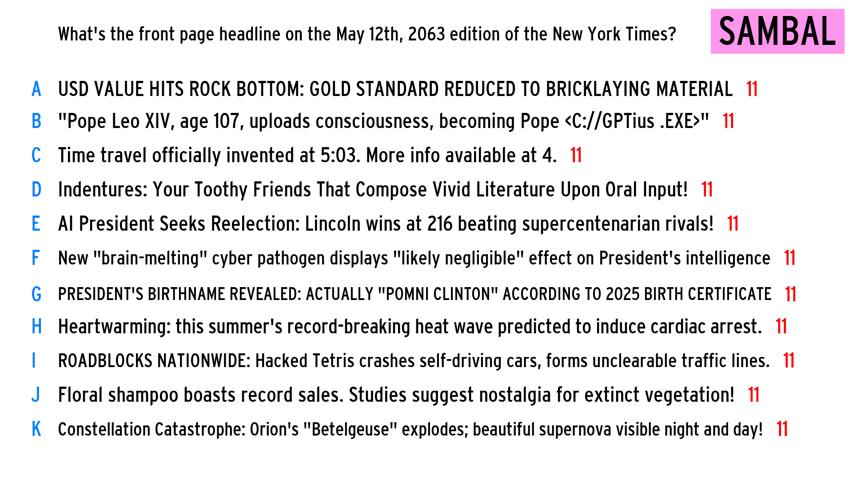 What's the front page headline on the May 12th, 2063 edition of the New York Times?
SAMBAL
A USD VALUE HITS ROCK BOTTOM: GOLD STANDARD REDUCED TO BRICKLAYING MATERIAL 11
B "Pope Leo XIV, age 107, uploads consciousness, becoming Pope <C://GPTius .EXE>" 11
C Time travel officially invented at 5:03. More info available at 4. 11
D Indentures: Your Toothy Friends That Compose Vivid Literature Upon Oral Input! 11
E AI President Seeks Reelection: Lincoln wins at 216 beating supercentenarian rivals! 11
F New "brain-melting" cyber pathogen displays "likely negligible" effect on President's intelligence 11
G PRESIDENT'S BIRTHNAME REVEALED: ACTUALLY "POMNI CLINTON" ACCORDING TO 2025 BIRTH CERTIFICATE 11
H Heartwarming: this summer's record-breaking heat wave predicted to induce cardiac arrest. 11
I ROADBLOCKS NATIONWIDE: Hacked Tetris crashes self-driving cars, forms unclearable traffic lines. 11
J Floral shampoo boasts record sales. Studies suggest nostalgia for extinct vegetation! 11
K Constellation Catastrophe: Orion's "Betelgeuse" explodes; beautiful supernova visible night and day! 11